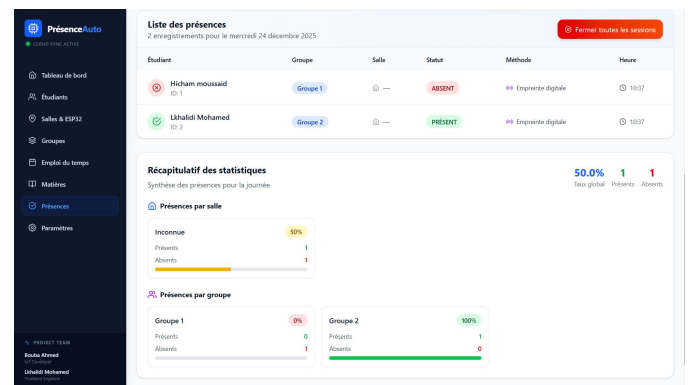 PrésenceAuto
CLOUD SYNC ACTIVE
Tableau de bord
Étudiants
Salles & ESP32
Groupes
Emploi du temps
Matières
Présences
Paramètres
PROJECT TEAM
Bouba Ahmed
IoT Developer
Lkhalidi Mohamed
Frontend Engineer
Liste des présences
2 enregistrements pour le mercredi 24 décembre 2025
Fermer toutes les sessions
Étudiant Groupe Salle Statut Méthode Heure
Hicham moussaid
ID: 1
Groupe 1 — ABSENT Empreinte digitale 10:37
Lkhalidi Mohamed
ID: 2
Groupe 2 — PRÉSENT Empreinte digitale 10:37
Récapitulatif des statistiques
Synthèse des présences pour la journée
50.0% 1 1
Taux global Présents Absents
Présences par salle
Inconnue 50%
Présents 1
Absents 1
Présences par groupe
Groupe 1 0%
Présents 0
Absents 1
Groupe 2 100%
Présents 1
Absents 0